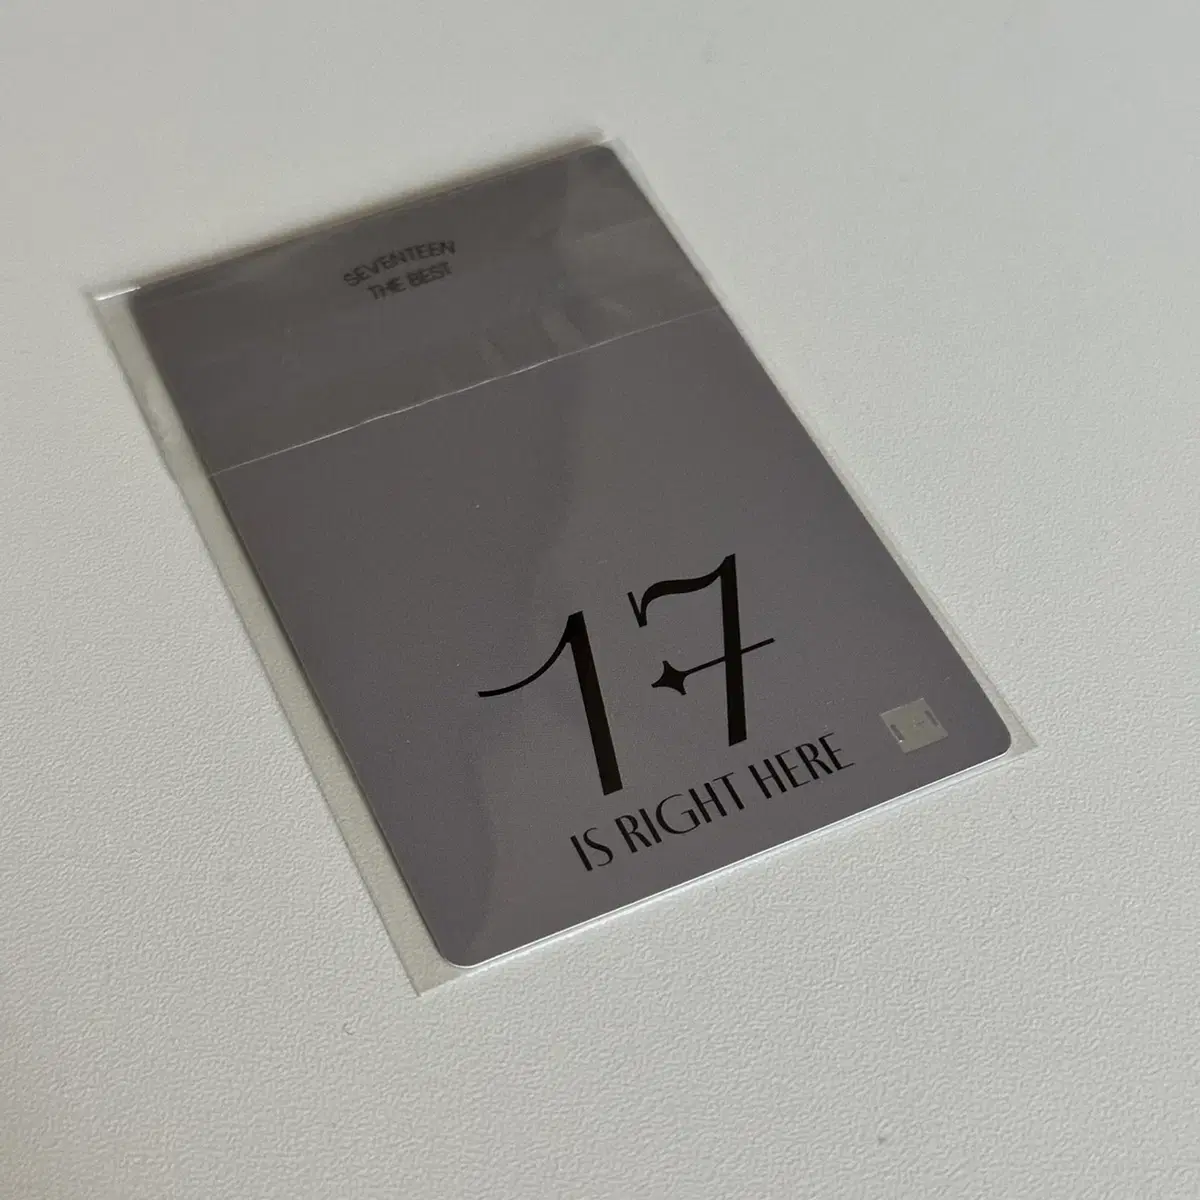 SEVENTEEN
THE BEST
17
IS RIGHT HERE